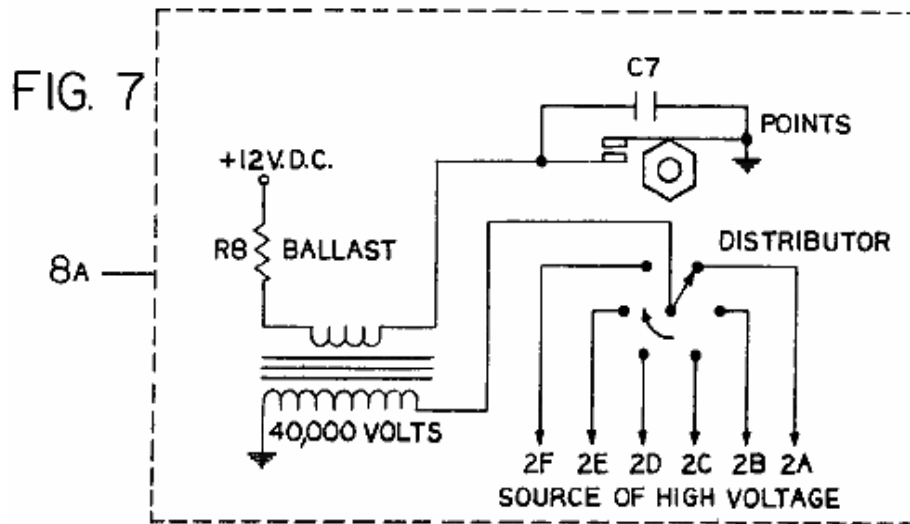 FIG. 7
C7
POINTS
+12V.D.C.
R8 BALLAST
DISTRIBUTOR
8A
40,000 VOLTS
2F 2E 2D 2C 2B 2A
SOURCE OF HIGH VOLTAGE